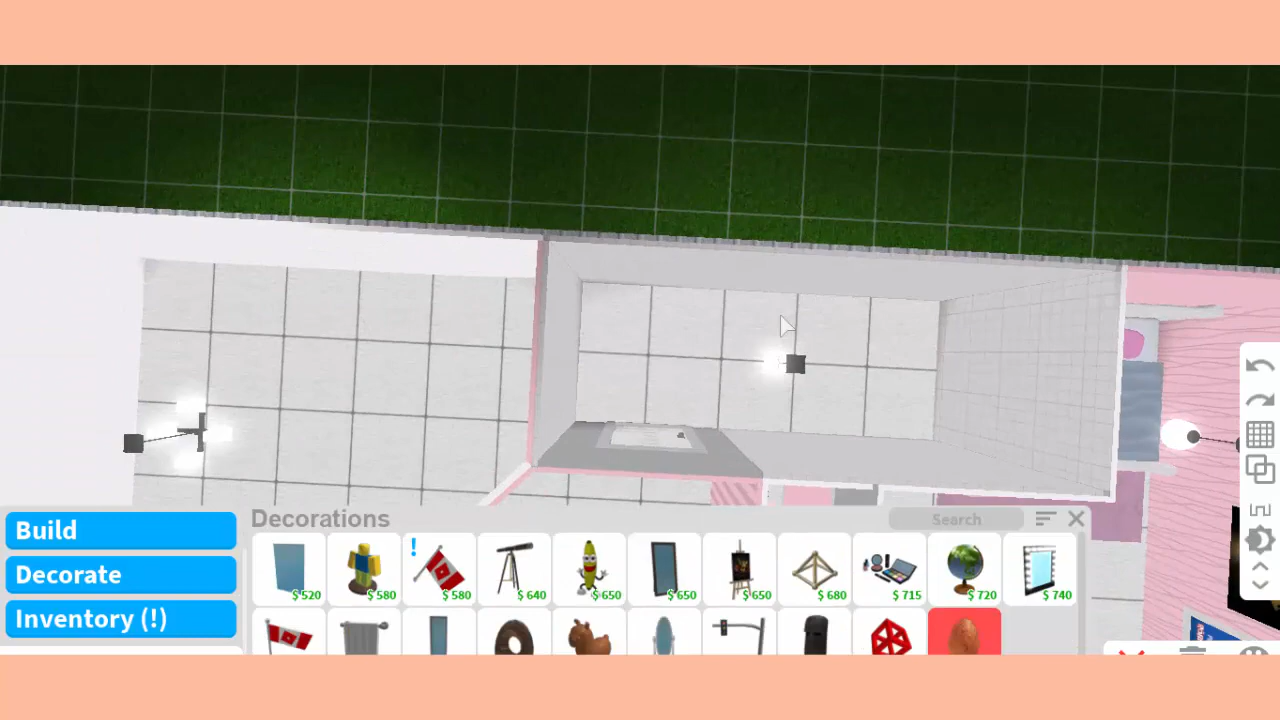 Build
Decorate
Inventory (!)
Decorations
Search
$ 520
$ 580
!
$ 580
$ 640
$ 650
$ 650
$ 650
$ 680
$ 715
$ 720
$ 740